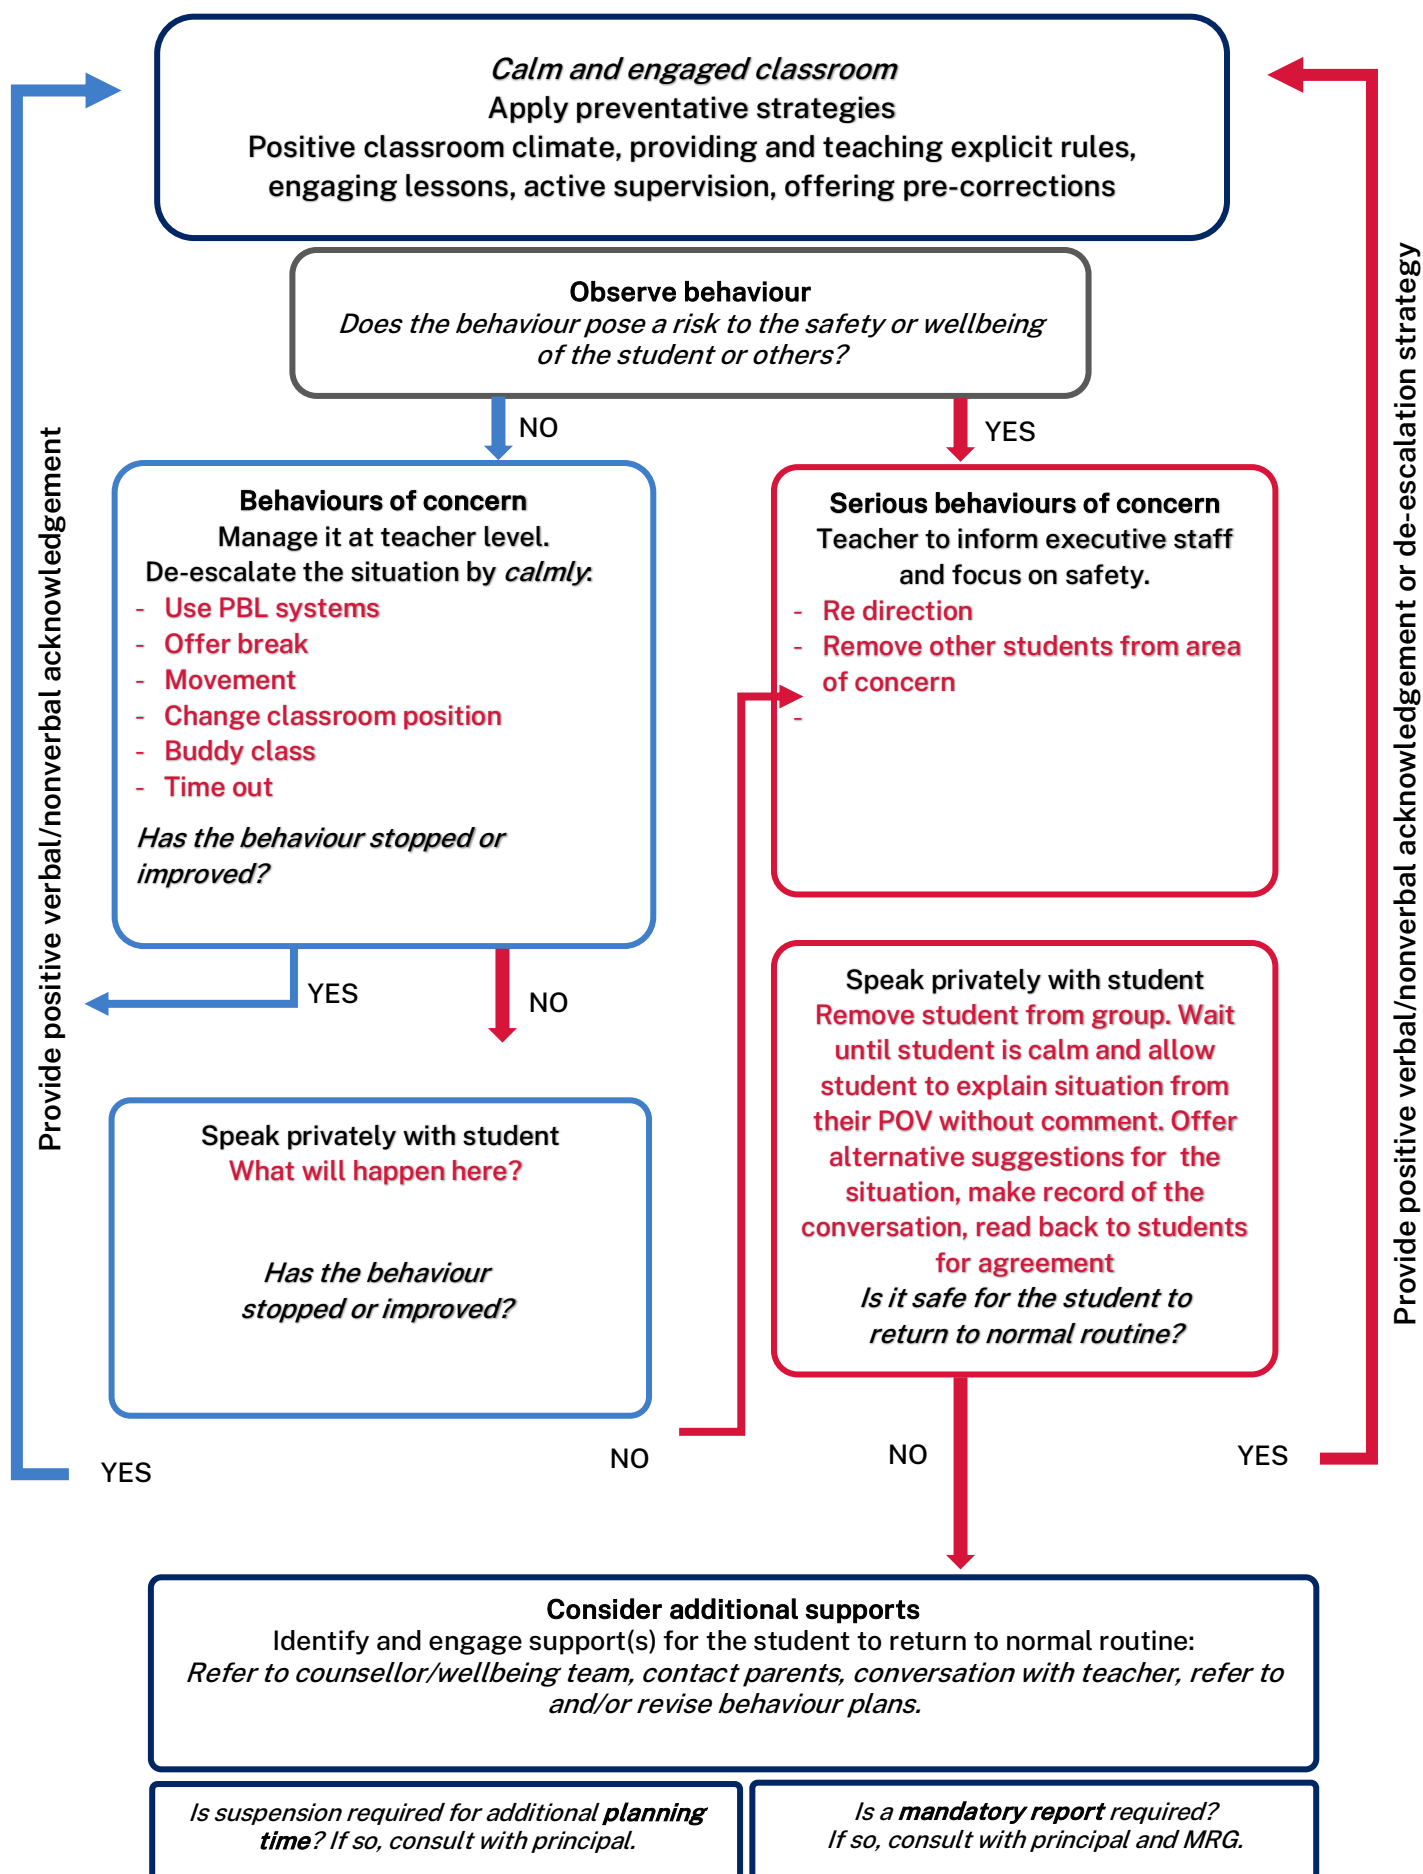 Calm and engaged classroom
Apply preventative strategies
Positive classroom climate, providing and teaching explicit rules,
engaging lessons, active supervision, offering pre-corrections
Observe behaviour
Does the behaviour pose a risk to the safety or wellbeing
of the student or others?
NO
YES
Behaviours of concern
Manage it at teacher level.
De-escalate the situation by calmly:
- Use PBL systems
- Offer break
- Movement
- Change classroom position
- Buddy class
- Time out
Has the behaviour stopped or
improved?
Serious behaviours of concern
Teacher to inform executive staff
and focus on safety.
- Re direction
- Remove other students from area
of concern
-
YES
NO
Speak privately with student
What will happen here?
Has the behaviour
stopped or improved?
Speak privately with student
Remove student from group. Wait
until student is calm and allow
student to explain situation from
their POV without comment. Offer
alternative suggestions for  the
situation, make record of the
conversation, read back to students
for agreement
Is it safe for the student to
return to normal routine?
YES
NO
NO
YES
Provide positive verbal/nonverbal acknowledgement
Provide positive verbal/nonverbal acknowledgement or de-escalation strategy
Consider additional supports
Identify and engage support(s) for the student to return to normal routine:
Refer to counsellor/wellbeing team, contact parents, conversation with teacher, refer to
and/or revise behaviour plans.
Is suspension required for additional planning
time? If so, consult with principal.
Is a mandatory report required?
If so, consult with principal and MRG.